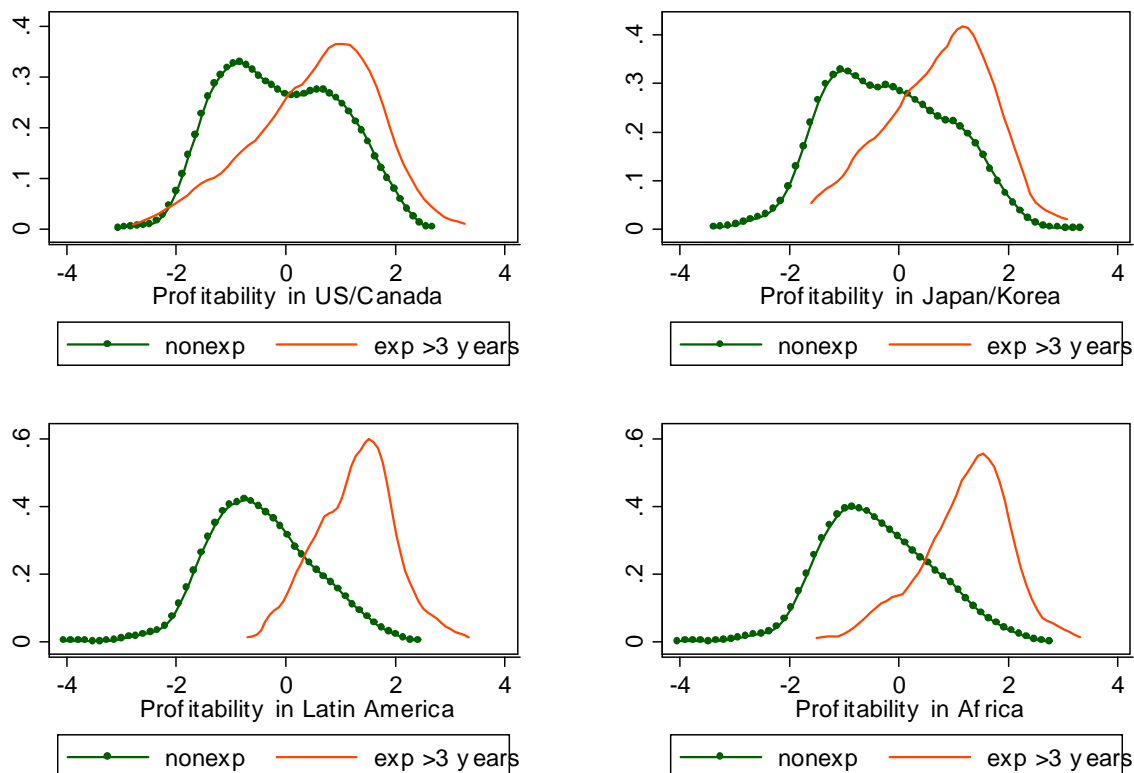 .4
.3
.2
.1
0
-4 -2 0 2 4
Profitability in US/Canada
nonexp exp >3 years
.4
.3
.2
.1
0
-4 -2 0 2 4
Profitability in Japan/Korea
nonexp exp >3 years
.6
.4
.2
0
-4 -2 0 2 4
Profitability in Latin America
nonexp exp >3 years
.6
.4
.2
0
-4 -2 0 2 4
Profitability in Africa
nonexp exp >3 years